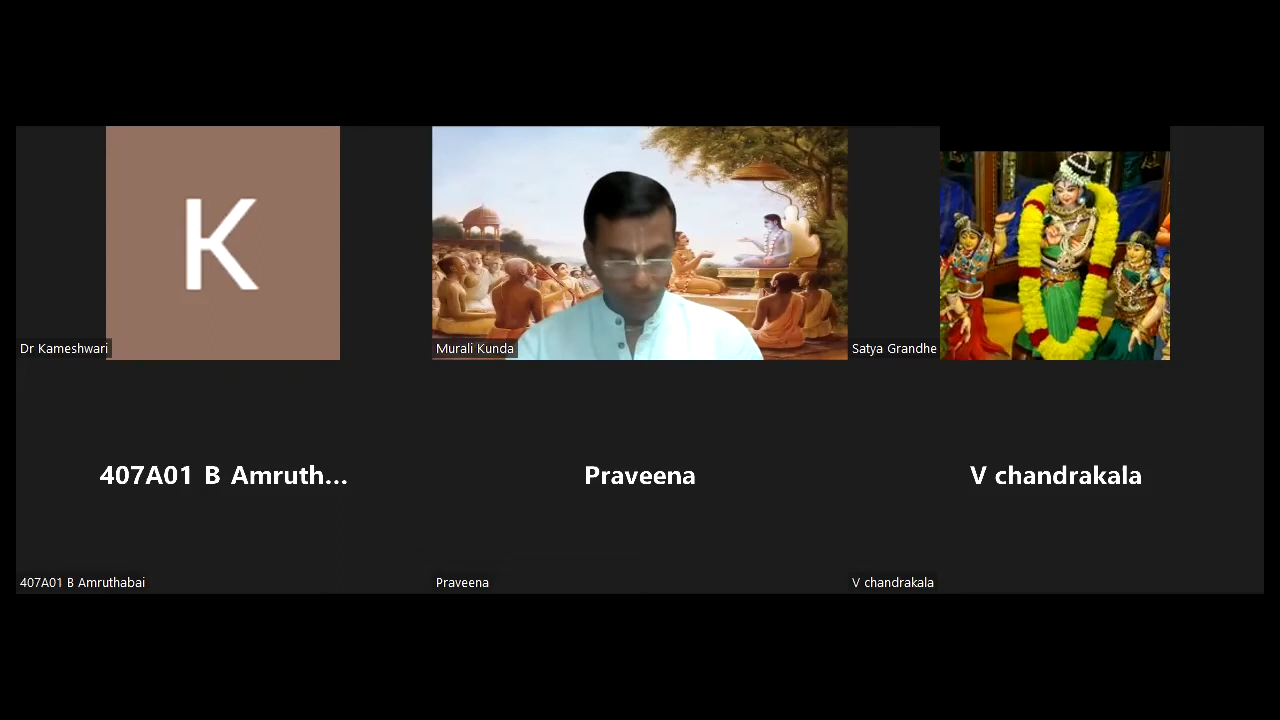 K
Dr Kameshwari
Murali Kunda
Satya Grandhe
407A01 B Amruth...
Praveena
V chandrakala
407A01 B Amruthabai
Praveena
V chandrakala